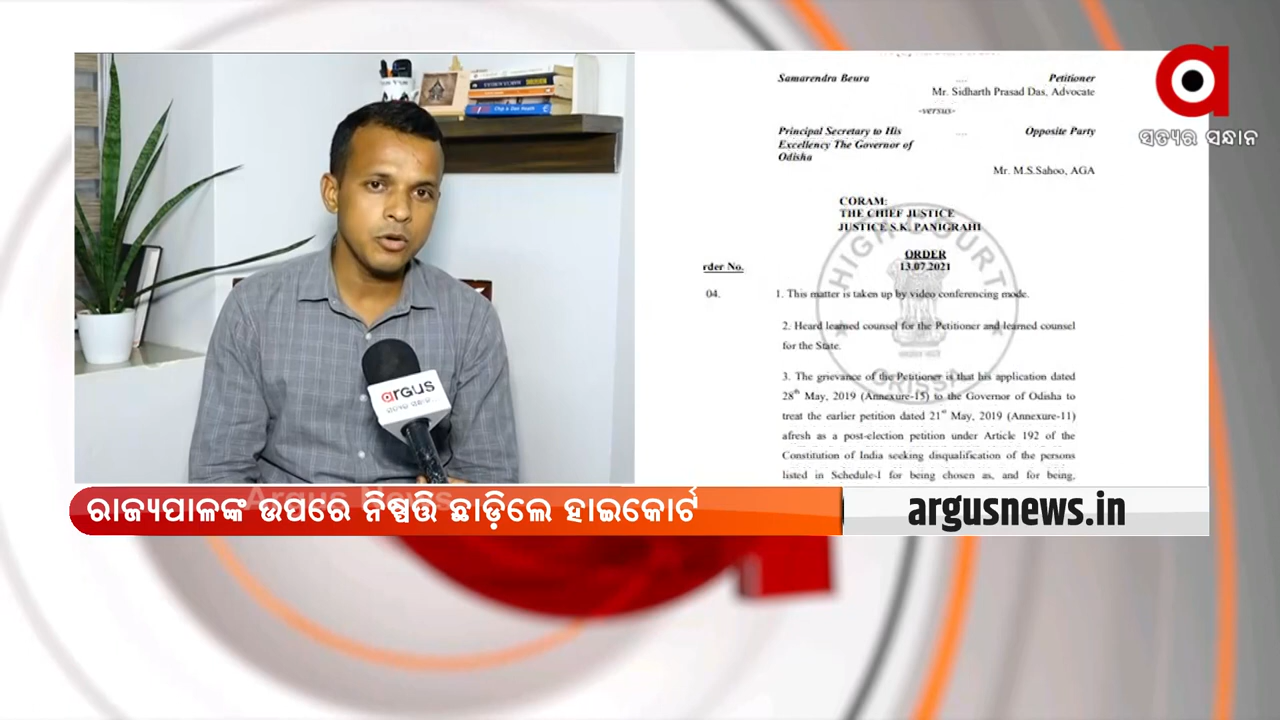 ସତ୍ୟର ସନ୍ଧାନ
argus
Samarendra Beura .... Petitioner
Mr. Sidharth Prasad Das, Advocate
-versus-
Principal Secretary to His .... Opposite Party
Excellency The Governor of
Odisha
Mr. M.S.Sahoo, AGA
CORAM:
THE CHIEF JUSTICE
JUSTICE S.K. PANIGRAHI
ORDER
rder No. 13.07.2021
04. 1. This matter is taken up by video conferencing mode.
2. Heard learned counsel for the Petitioner and learned counsel
for the State.
3. The grievance of the Petitioner is that his application dated
28th May, 2019 (Annexure-15) to the Governor of Odisha to
treat the earlier petition dated 21st May, 2019 (Annexure-11)
afresh as a post-election petition under Article 192 of the
Constitution of India seeking disqualification of the persons
listed in Schedule-I for being chosen as, and for being,
HIGH COURT
ORISSA
Argus News
ରାଜ୍ୟପାଳଙ୍କ ଉପରେ ନିଷ୍ପତ୍ତି ଛାଡ଼ିଲେ ହାଇକୋର୍ଟ
argusnews.in